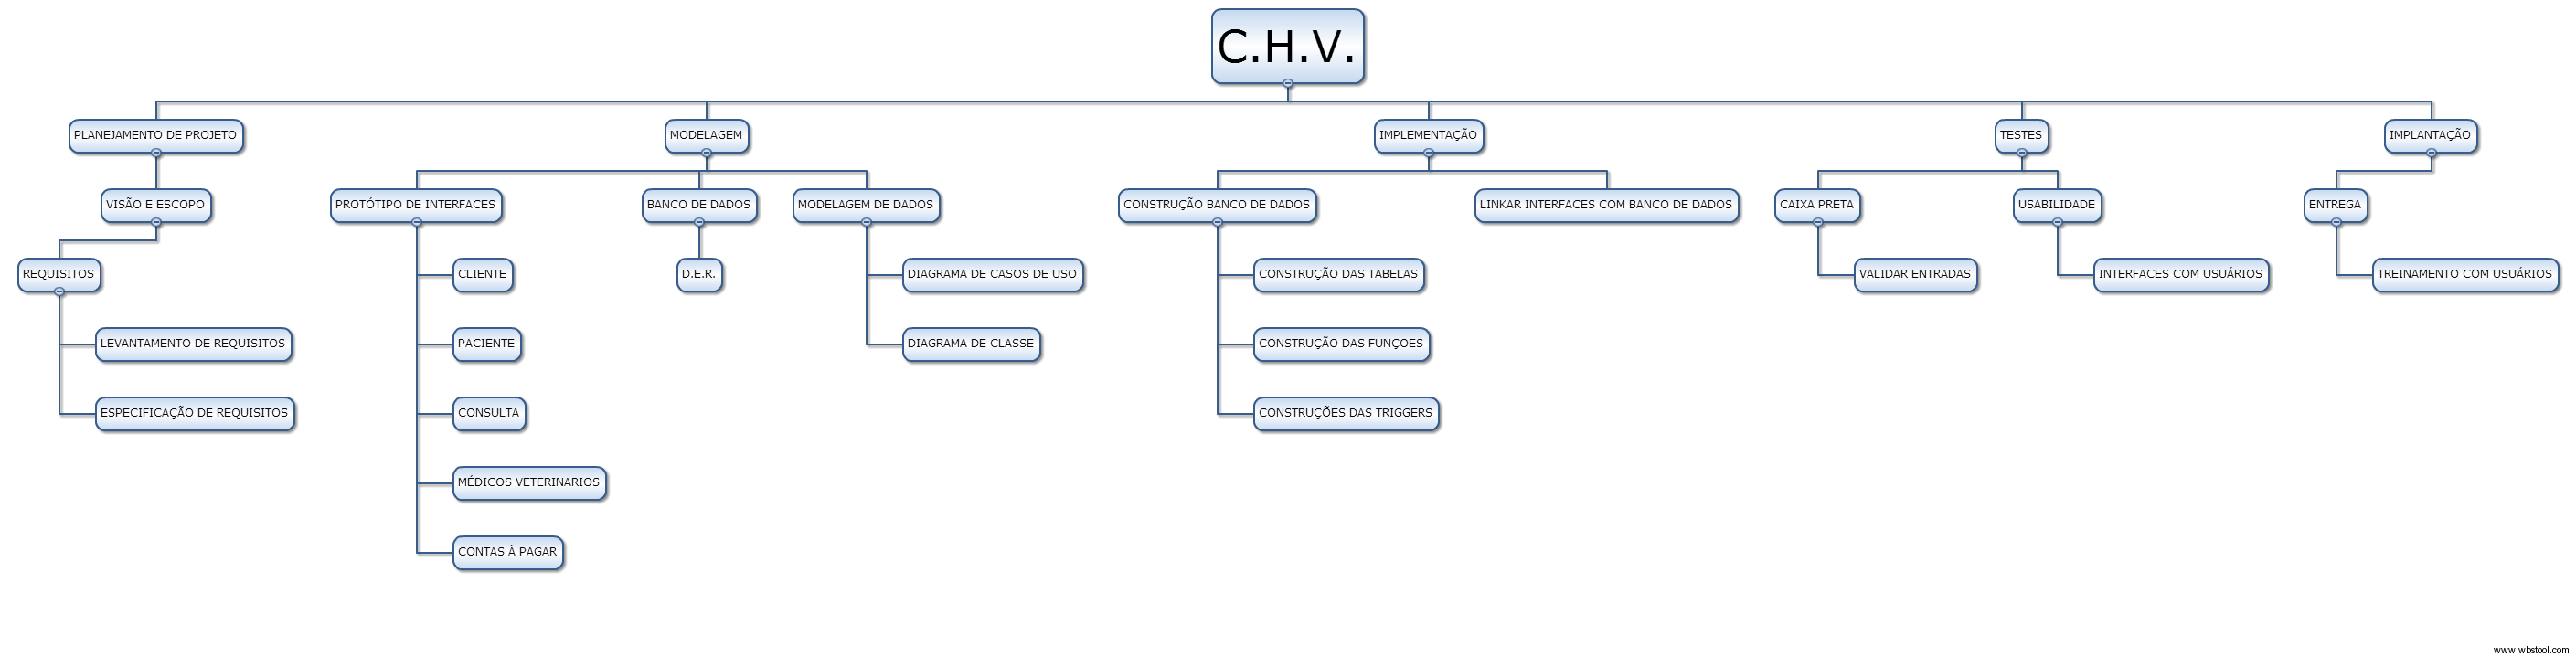 C.H.V.
PLANEJAMENTO DE PROJETO
MODELAGEM
IMPLEMENTAÇÃO
TESTES
IMPLANTAÇÃO
VISÃO E ESCOPO
PROTÓTIPO DE INTERFACES
BANCO DE DADOS
MODELAGEM DE DADOS
CONSTRUÇÃO BANCO DE DADOS
LINKAR INTERFACES COM BANCO DE DADOS
CAIXA PRETA
USABILIDADE
ENTREGA
REQUISITOS
CLIENTE
D.E.R.
DIAGRAMA DE CASOS DE USO
CONSTRUÇÃO DAS TABELAS
VALIDAR ENTRADAS
INTERFACES COM USUÁRIOS
TREINAMENTO COM USUÁRIOS
LEVANTAMENTO DE REQUISITOS
PACIENTE
DIAGRAMA DE CLASSE
CONSTRUÇÃO DAS FUNÇOES
ESPECIFICAÇÃO DE REQUISITOS
CONSULTA
CONSTRUÇÕES DAS TRIGGERS
MÉDICOS VETERINARIOS
CONTAS À PAGAR
www.wbstool.com